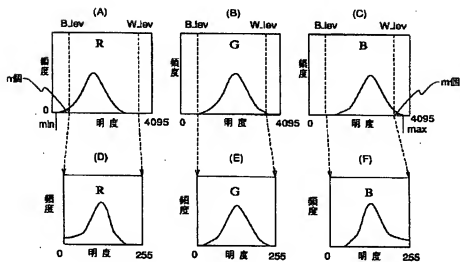 (A) (B) (C)
B.lev W.lev B.lev W.lev B.lev W.lev
R G B
頻度 頻度 頻度
m個 m個
0 4095 0 4095 0 4095
min 明度 明度 明度 max
(D) (E) (F)
R G B
頻度 頻度 頻度
0 明度 255 0 明度 255 0 明度 255